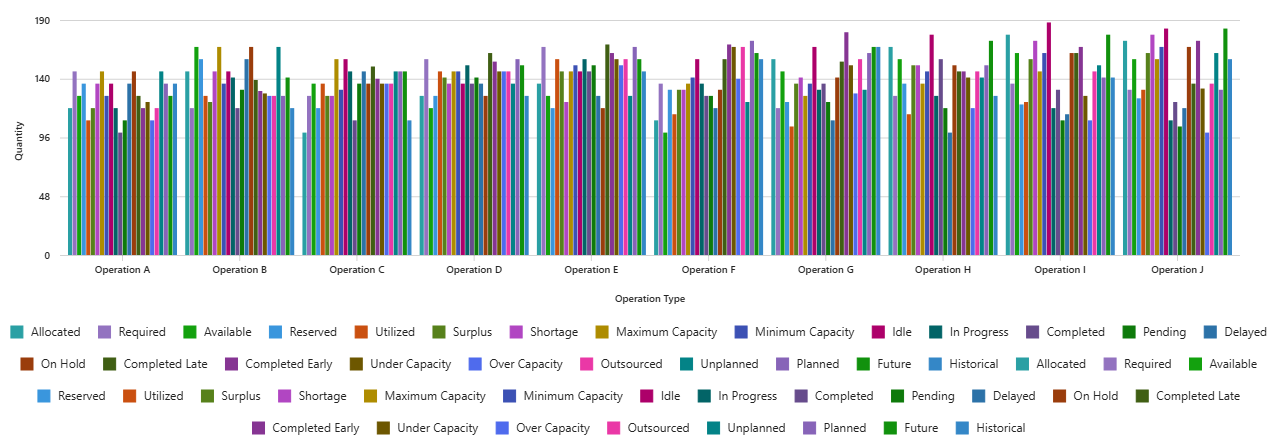 190
140
96
48
0
Quantity
Operation A Operation B Operation C Operation D Operation E Operation F Operation G Operation H Operation I Operation J
Operation Type
Allocated Required Available Reserved Utilized Surplus Shortage Maximum Capacity Minimum Capacity Idle In Progress Completed Pending Delayed
On Hold Completed Late Completed Early Under Capacity Over Capacity Outsourced Unplanned Planned Future Historical Allocated Required Available
Reserved Utilized Surplus Shortage Maximum Capacity Minimum Capacity Idle In Progress Completed Pending Delayed On Hold Completed Late
Completed Early Under Capacity Over Capacity Outsourced Unplanned Planned Future Historical